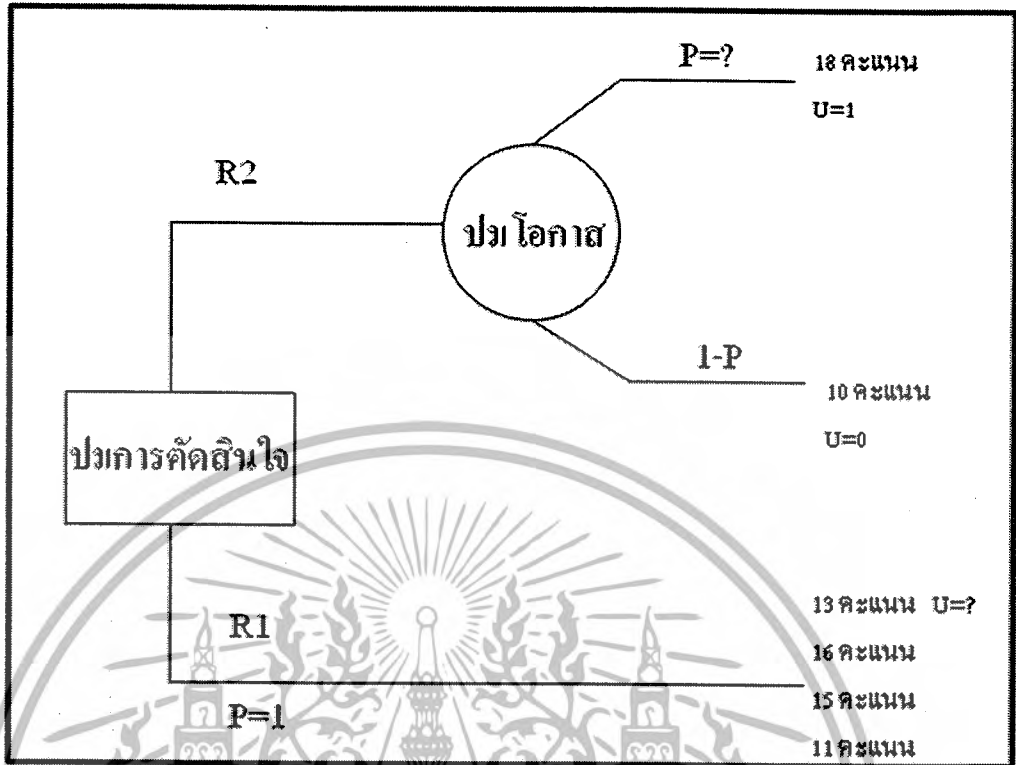 P=?
18 คะแนน
U=1
R2
ปมโอกาส
1-P
10 คะแนน
U=0
ปมการตัดสินใจ
13 คะแนน U=?
R1
16 คะแนน
P=1
15 คะแนน
11 คะแนน